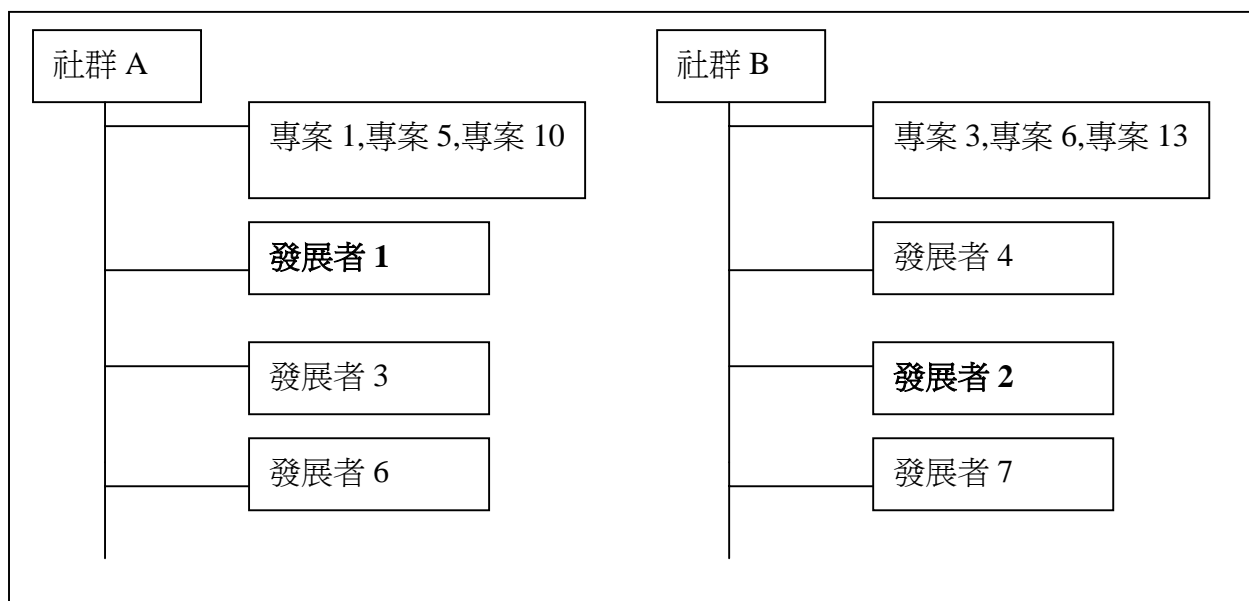 社群 A
專案 1,專案 5,專案 10
發展者 1
發展者 3
發展者 6
社群 B
專案 3,專案 6,專案 13
發展者 4
發展者 2
發展者 7